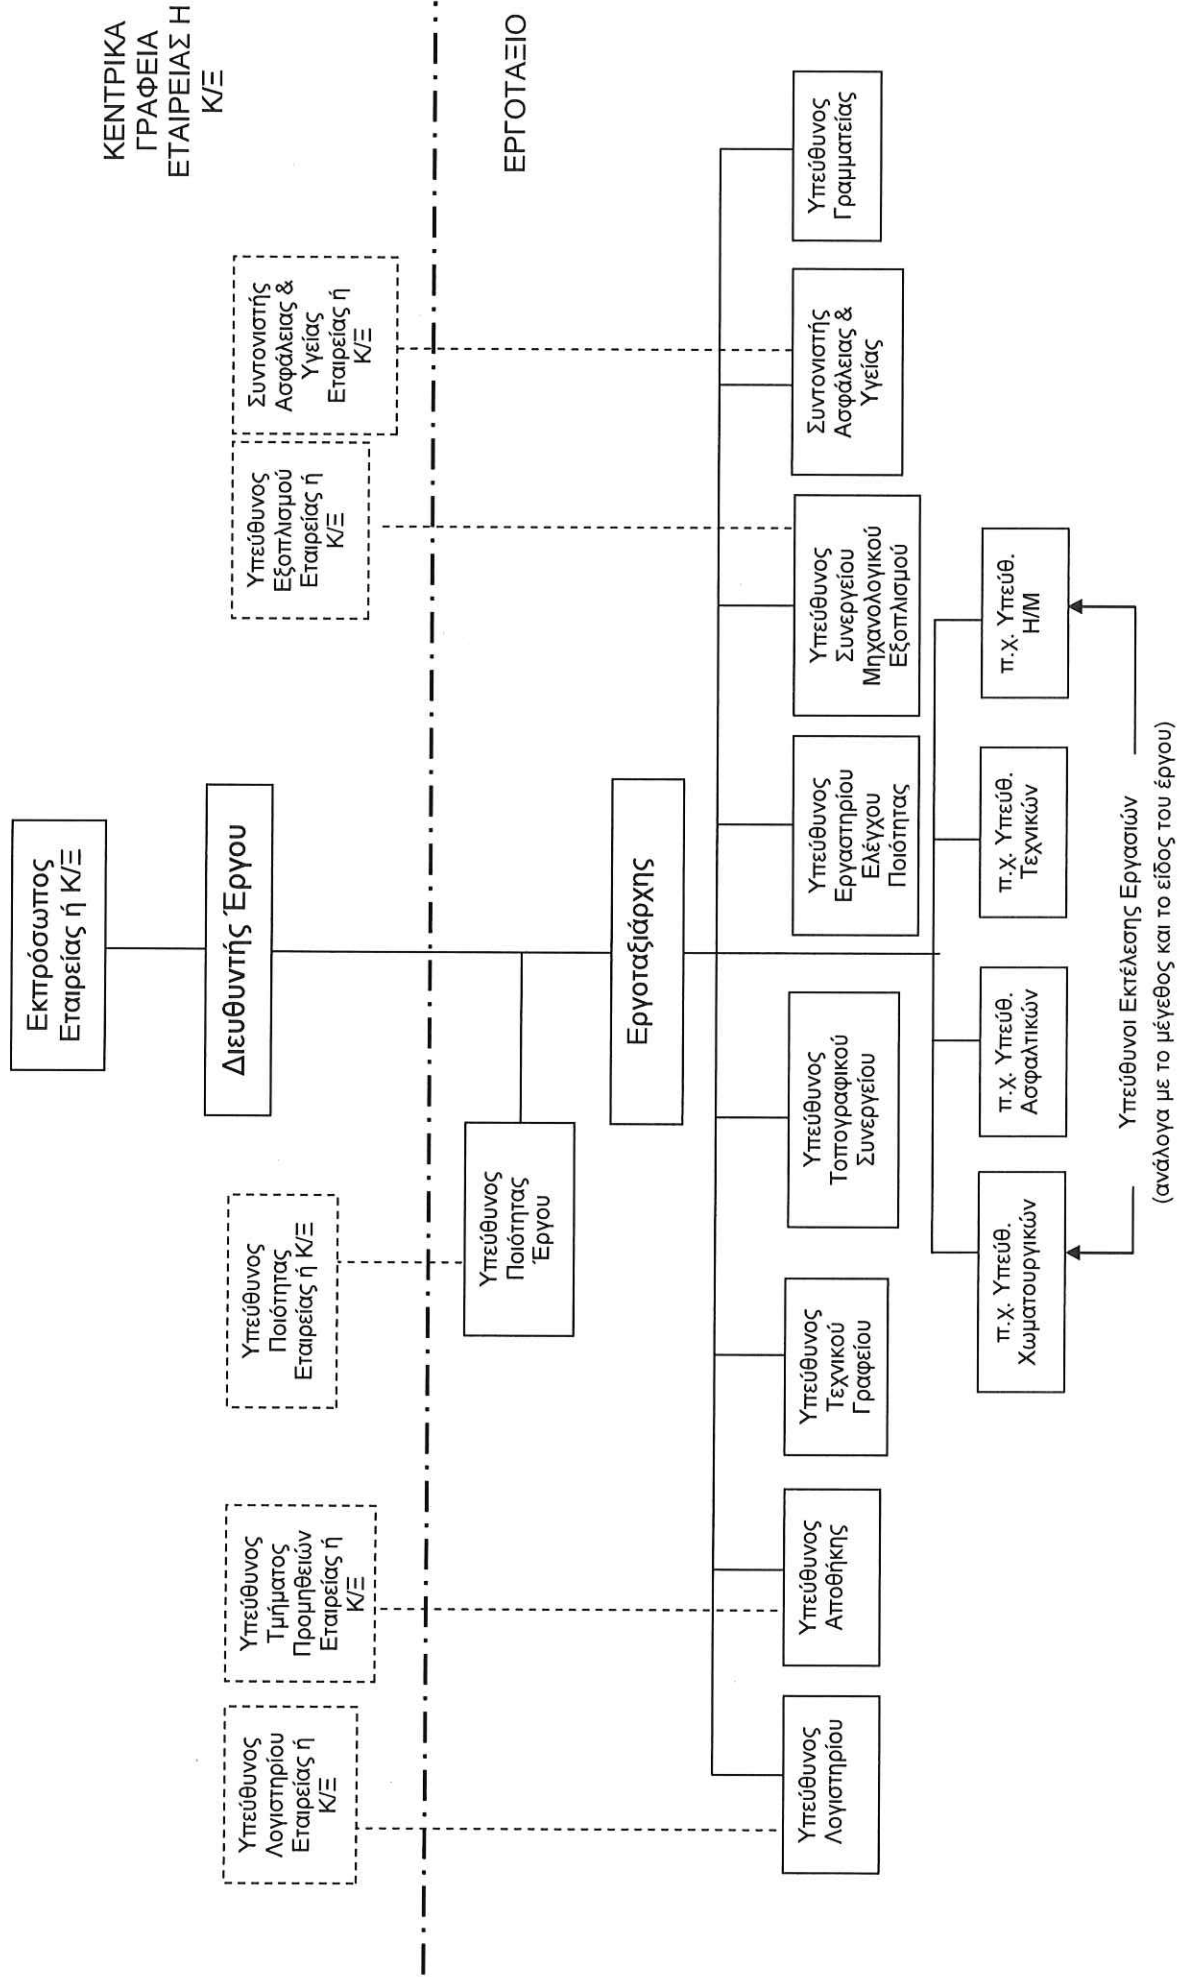 ΚΕΝΤΡΙΚΑ
ΓΡΑΦΕΙΑ
ΕΤΑΙΡΕΙΑΣ Η
Κ/Ξ
Εκπρόσωπος
Εταιρείας ή Κ/Ξ
Διευθυντής Έργου
Υπεύθυνος
Λογιστηρίου
Εταιρείας ή
Κ/Ξ
Υπεύθυνος
Τμήματος
Προμηθειών
Εταιρείας ή
Κ/Ξ
Υπεύθυνος
Ποιότητας
Εταιρείας ή Κ/Ξ
Υπεύθυνος
Εξοπλισμού
Εταιρείας ή
Κ/Ξ
Συντονιστής
Ασφάλειας &
Υγείας
Εταιρείας ή
Κ/Ξ
ΕΡΓΟΤΑΞΙΟ
Υπεύθυνος
Ποιότητας
Έργου
Εργοταξιάρχης
Υπεύθυνος
Λογιστηρίου
Υπεύθυνος
Αποθήκης
Υπεύθυνος
Τεχνικού
Γραφείου
Υπεύθυνος
Τοπογραφικού
Συνεργείου
Υπεύθυνος
Εργαστηρίου
Ελέγχου
Ποιότητας
Υπεύθυνος
Συνεργείου
Μηχανολογικού
Εξοπλισμού
Συντονιστής
Ασφάλειας &
Υγείας
Υπεύθυνος
Γραμματείας
π.χ. Υπεύθ.
Χωματουργικών
π.χ. Υπεύθ.
Ασφαλτικών
π.χ. Υπεύθ.
Τεχνικών
π.χ. Υπεύθ.
Η/Μ
Υπεύθυνοι Εκτέλεσης Εργασιών
(ανάλογα με το μέγεθος και το είδος του έργου)